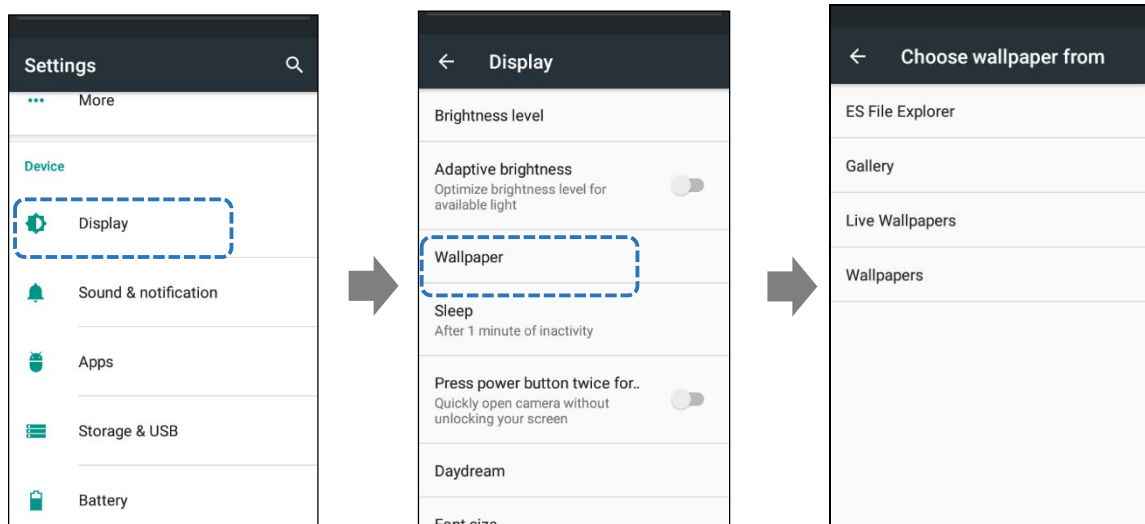 Settings
More
Device
Display
Sound & notification
Apps
Storage & USB
Battery
Display
Brightness level
Adaptive brightness
Optimize brightness level for
available light
Wallpaper
Sleep
After 1 minute of inactivity
Press power button twice for..
Quickly open camera without
unlocking your screen
Daydream
Font size
Choose wallpaper from
ES File Explorer
Gallery
Live Wallpapers
Wallpapers